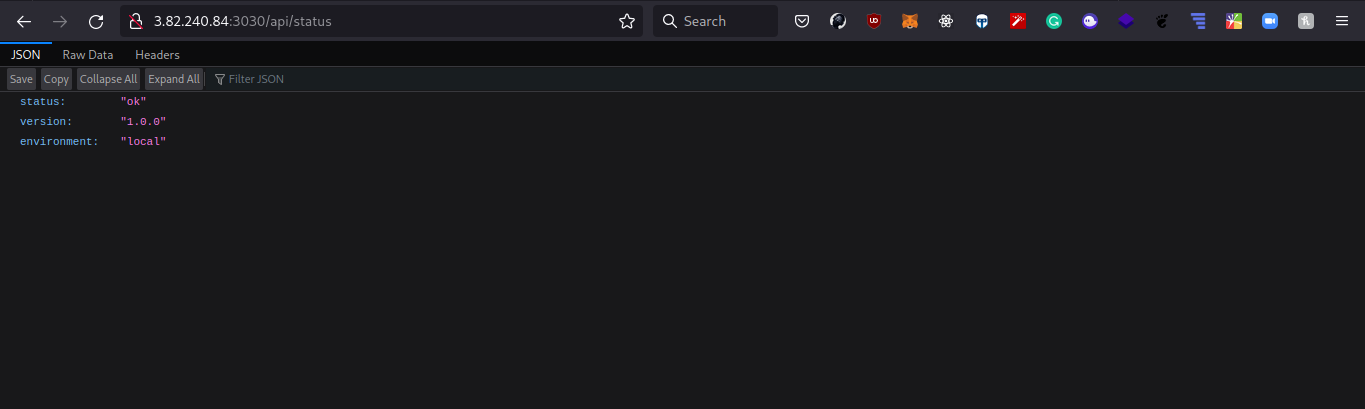 3.82.240.84:3030/api/status Search
JSON Raw Data Headers
Save Copy Collapse All Expand All Filter JSON
status: "ok"
version: "1.0.0"
environment: "local"